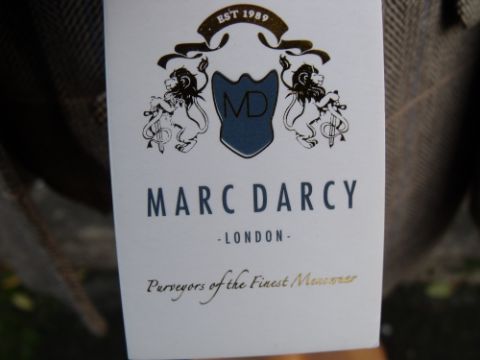 EST 1989
MD
MARC DARCY
- LONDON -
Purveyors of the Finest Menswear